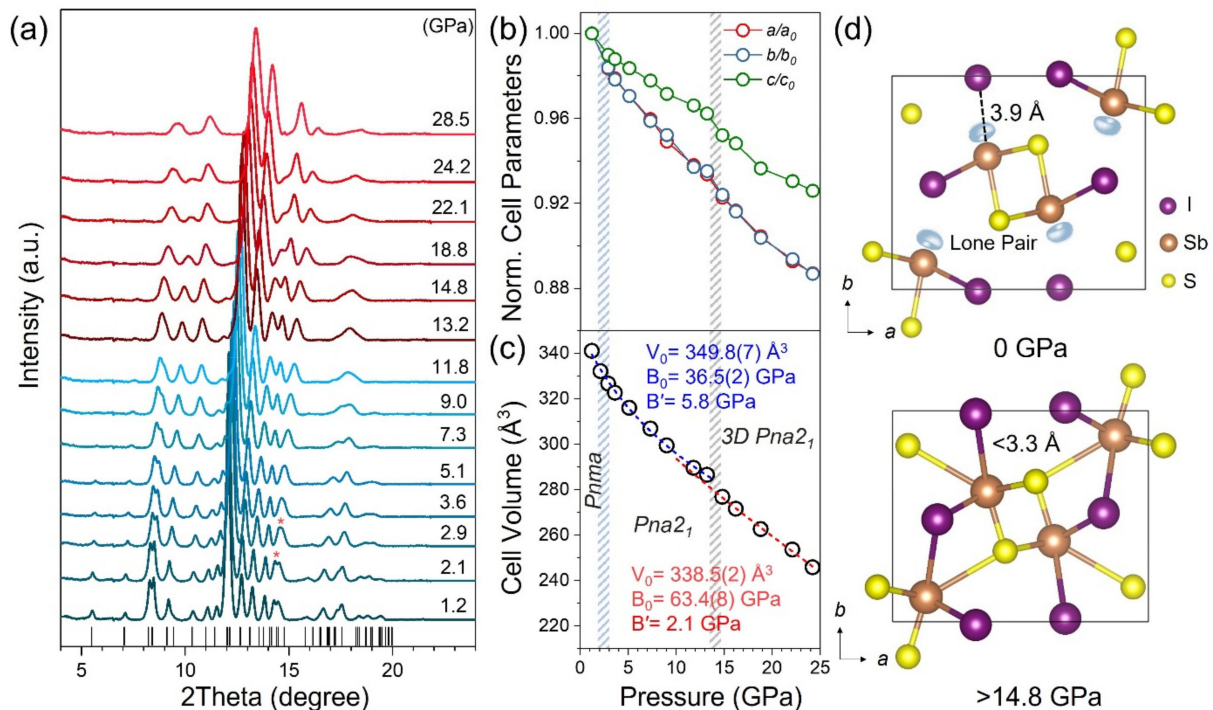 (a)
(GPa)
28.5
24.2
22.1
18.8
14.8
13.2
11.8
9.0
7.3
5.1
3.6
*
2.9
*
2.1
1.2
Intensity (a.u.)
5 10 15 20
2Theta (degree)
(b)
a/a₀
b/b₀
c/c₀
1.00
0.96
0.92
0.88
Norm. Cell Parameters
(c)
V₀= 349.8(7) Å³
B₀= 36.5(2) GPa
B′= 5.8 GPa
3D Pna2₁
Pnma
Pna2₁
V₀= 338.5(2) Å³
B₀= 63.4(8) GPa
B′= 2.1 GPa
340
320
300
280
260
240
220
Cell Volume (Å³)
0 5 10 15 20 25
Pressure (GPa)
(d)
3.9 Å
Lone Pair
I
Sb
S
b
a
0 GPa
<3.3 Å
b
a
>14.8 GPa